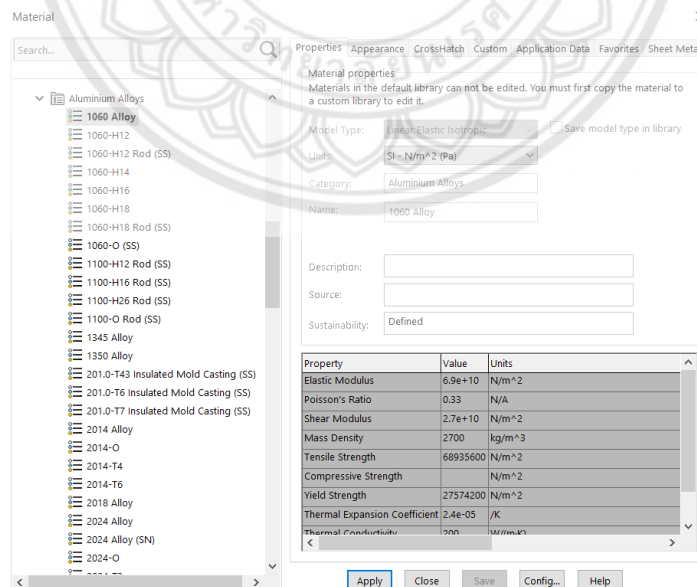 Material
Search...
Properties Appearance CrossHatch Custom Application Data Favorites Sheet Meta
Material properties
Materials in the default library can not be edited. You must first copy the material to
a custom library to edit it.
Model Type: Linear Elastic Isotropic Save model type in library
Units: SI - N/m^2 (Pa)
Category: Aluminium Alloys
Name: 1060 Alloy
Description:
Source:
Sustainability: Defined
Aluminium Alloys
1060 Alloy
1060-H12
1060-H12 Rod (SS)
1060-H14
1060-H16
1060-H18
1060-H18 Rod (SS)
1060-O (SS)
1100-H12 Rod (SS)
1100-H16 Rod (SS)
1100-H26 Rod (SS)
1100-O Rod (SS)
1345 Alloy
1350 Alloy
201.0-T43 Insulated Mold Casting (SS)
201.0-T6 Insulated Mold Casting (SS)
201.0-T7 Insulated Mold Casting (SS)
2014 Alloy
2014-O
2014-T4
2014-T6
2018 Alloy
2024 Alloy
2024 Alloy (SN)
2024-O
Property Value Units
Elastic Modulus 6.9e+10 N/m^2
Poisson's Ratio 0.33 N/A
Shear Modulus 2.7e+10 N/m^2
Mass Density 2700 kg/m^3
Tensile Strength 68935600 N/m^2
Compressive Strength N/m^2
Yield Strength 27574200 N/m^2
Thermal Expansion Coefficient 2.4e-05 /K
Thermal Conductivity 200 W/(m·K)
Apply Close Save Config... Help